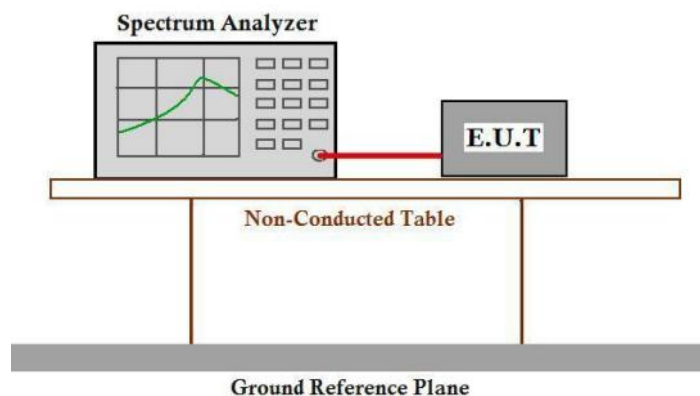 Spectrum Analyzer
E.U.T
Non-Conducted Table
Ground Reference Plane